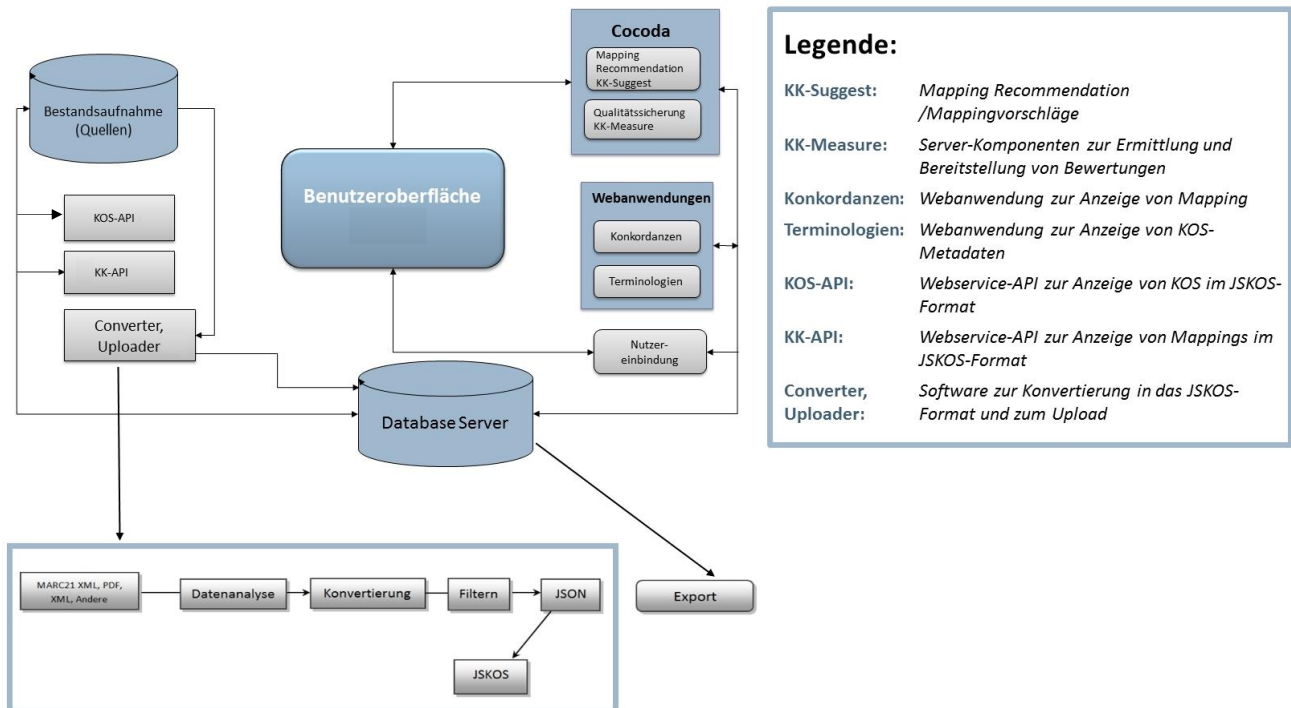 Bestandsaufnahme
(Quellen)
KOS-API
KK-API
Converter,
Uploader
Benutzeroberfläche
Cocoda
Mapping
Recommendation
KK-Suggest
Qualitätssicherung
KK-Measure
Webanwendungen
Konkordanzen
Terminologien
Nutzer-
einbindung
Database Server
MARC21 XML, PDF,
XML, Andere
Datenanalyse
Konvertierung
Filtern
JSON
JSKOS
Export
Legende:
KK-Suggest: Mapping Recommendation
/Mappingvorschläge
KK-Measure: Server-Komponenten zur Ermittlung und
Bereitstellung von Bewertungen
Konkordanzen: Webanwendung zur Anzeige von Mapping
Terminologien: Webanwendung zur Anzeige von KOS-
Metadaten
KOS-API: Webservice-API zur Anzeige von KOS im JSKOS-
Format
KK-API: Webservice-API zur Anzeige von Mappings im
JSKOS-Format
Converter, Software zur Konvertierung in das JSKOS-
Uploader: Format und zum Upload